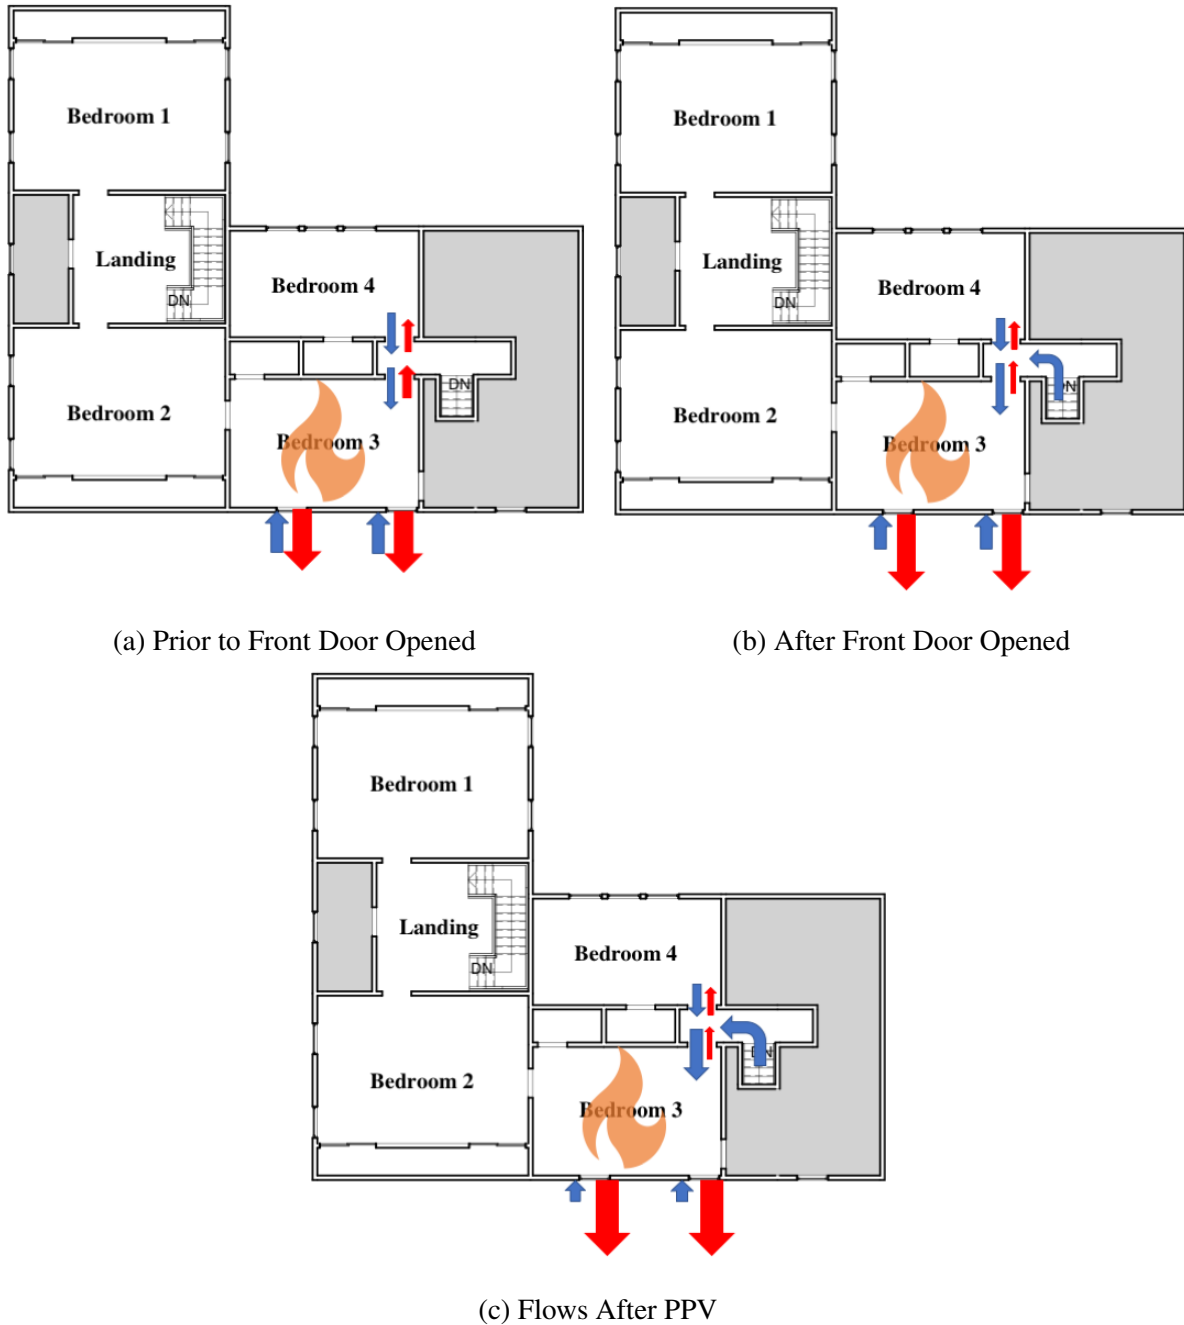 Bedroom 1
Landing
DN
Bedroom 4
DN
Bedroom 2
Bedroom 3
(a) Prior to Front Door Opened
Bedroom 1
Landing
DN
Bedroom 4
DN
Bedroom 2
Bedroom 3
(b) After Front Door Opened
Bedroom 1
Landing
DN
Bedroom 4
DN
Bedroom 2
Bedroom 3
(c) Flows After PPV